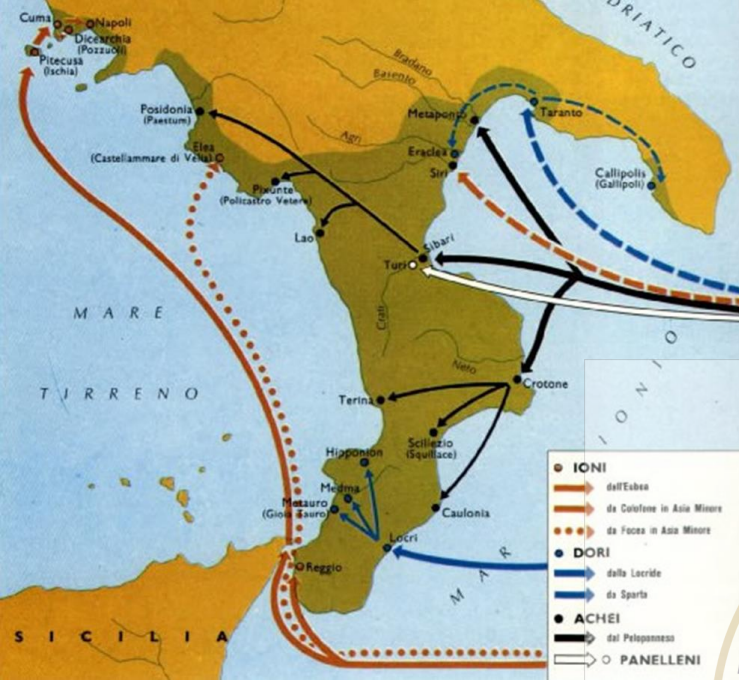 DRIATICO
Cuma
Napoli
Dicearchia
(Pozzuoli)
Pitecusa
(Ischia)
Bradano
Basento
Posidonia
(Paestum)
Metaponto
Taranto
Agri
Elea
(Castellammare di Velia)
Eraclea
Siri
Callipolis
(Gallipoli)
Pixunte
(Policastro Vetere)
Lao
Sibari
Turi
MARE
Crati
IONIO
Neto
TIRRENO
Crotone
Terina
Scillezio
(Squillace)
Hipponion
Medma
Metauro
(Gioia Tauro)
Caulonia
Locri
MAR
Reggio
SICILIA
IONI
dall'Eubea
da Colofone in Asia Minore
da Focea in Asia Minore
DORI
dalla Locride
da Sparta
ACHEI
dal Peloponneso
PANELLENI